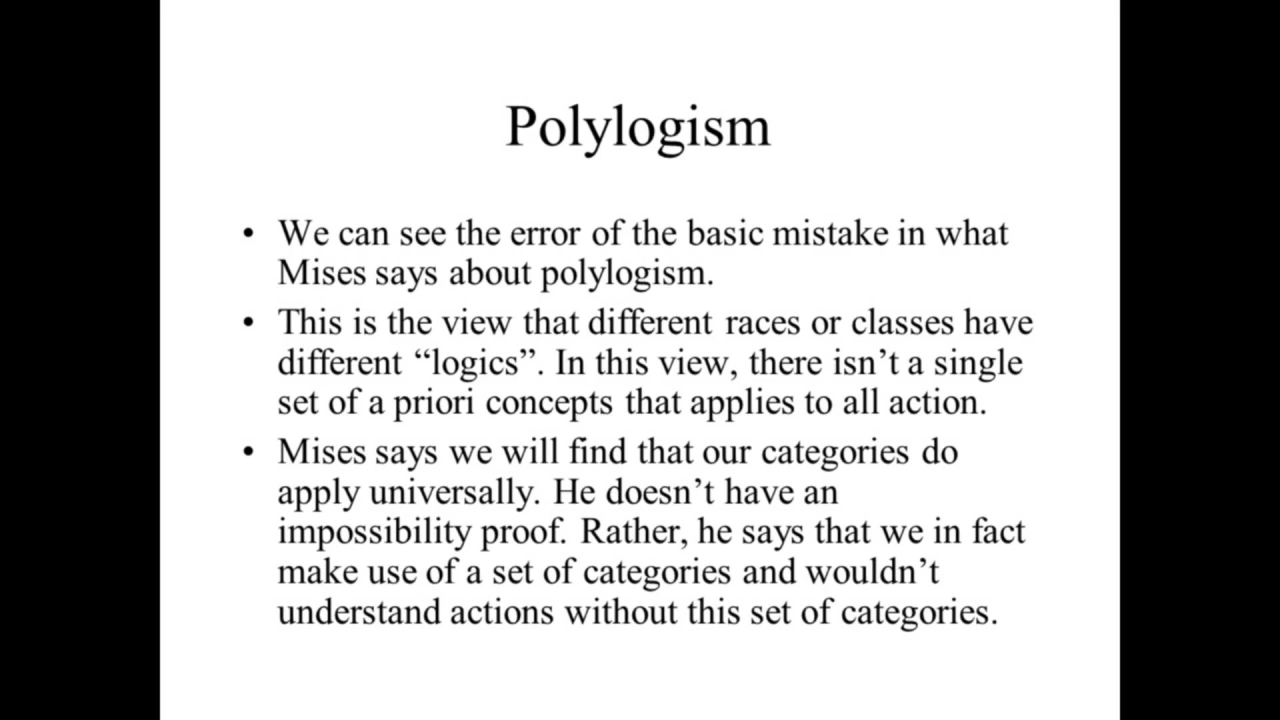 Polylogism
• We can see the error of the basic mistake in what
Mises says about polylogism.
• This is the view that different races or classes have
different “logics”. In this view, there isn’t a single
set of a priori concepts that applies to all action.
• Mises says we will find that our categories do
apply universally. He doesn’t have an
impossibility proof. Rather, he says that we in fact
make use of a set of categories and wouldn’t
understand actions without this set of categories.